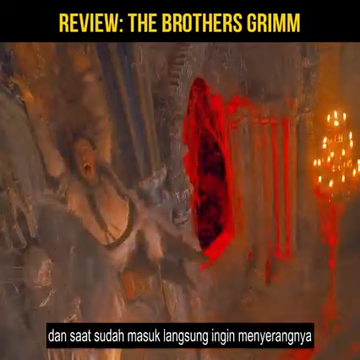 REVIEW: THE BROTHERS GRIMM
dan saat sudah masuk langsung ingin menyerangnya